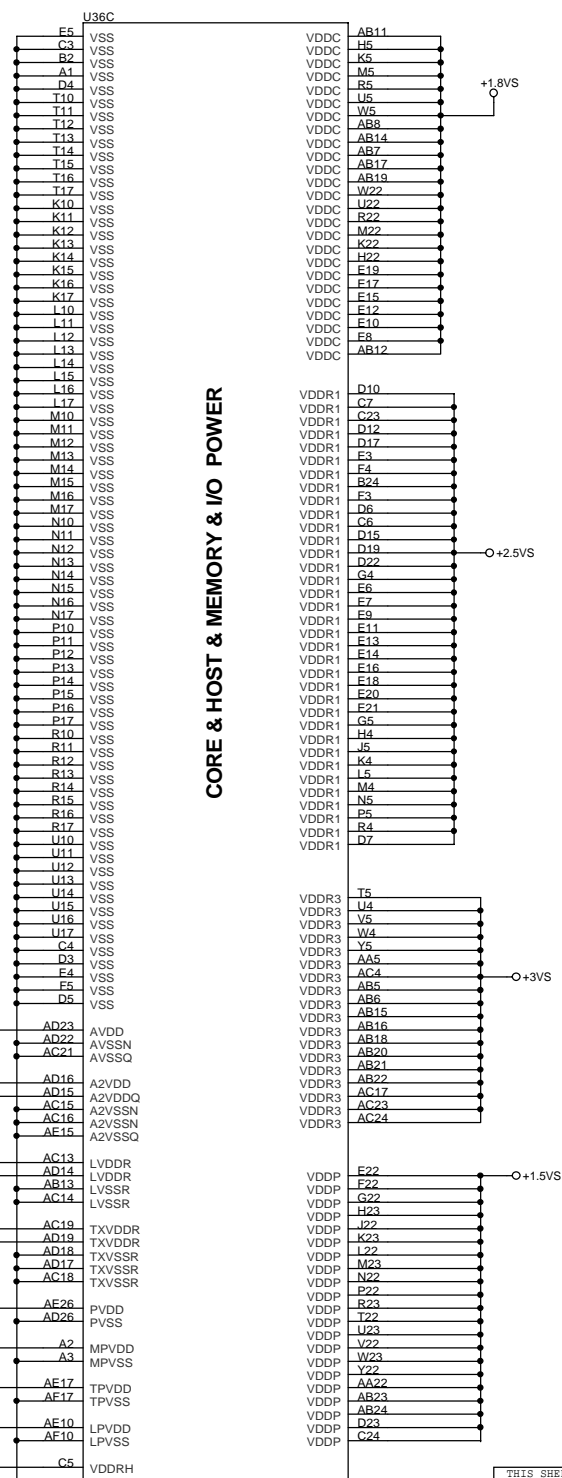 U36C
E5 VSS
C3 VSS
B2 VSS
A1 VSS
D4 VSS
T10 VSS
T11 VSS
T12 VSS
T13 VSS
T14 VSS
T15 VSS
T16 VSS
T17 VSS
K10 VSS
K11 VSS
K12 VSS
K13 VSS
K14 VSS
K15 VSS
K16 VSS
K17 VSS
L10 VSS
L11 VSS
L12 VSS
L13 VSS
L14 VSS
L15 VSS
L16 VSS
L17 VSS
M10 VSS
M11 VSS
M12 VSS
M13 VSS
M14 VSS
M15 VSS
M16 VSS
M17 VSS
N10 VSS
N11 VSS
N12 VSS
N13 VSS
N14 VSS
N15 VSS
N16 VSS
N17 VSS
P10 VSS
P11 VSS
P12 VSS
P13 VSS
P14 VSS
P15 VSS
P16 VSS
P17 VSS
R10 VSS
R11 VSS
R12 VSS
R13 VSS
R14 VSS
R15 VSS
R16 VSS
R17 VSS
U10 VSS
U11 VSS
U12 VSS
U13 VSS
U14 VSS
U15 VSS
U16 VSS
U17 VSS
C4 VSS
D3 VSS
E4 VSS
F5 VSS
D5 VSS
AD23 AVDD
AD22 AVSSN
AC21 AVSSQ
AD16 A2VDD
AD15 A2VDDQ
AC15 A2VSSN
AC16 A2VSSN
AE15 A2VSSQ
AC13 LVDDR
AD14 LVDDR
AB13 LVSSR
AC14 LVSSR
AC19 TXVDDR
AD19 TXVDDR
AD18 TXVSSR
AD17 TXVSSR
AC18 TXVSSR
AE26 PVDD
AD26 PVSS
A2 MPVDD
A3 MPVSS
AE17 TPVDD
AF17 TPVSS
AE10 LPVDD
AF10 LPVSS
C5 VDDRH
CORE & HOST & MEMORY & I/O POWER
VDDC AB11
VDDC H5
VDDC K5
VDDC M5
VDDC R5
VDDC U5
VDDC W5
VDDC AB8
VDDC AB14
VDDC AB7
VDDC AB17
VDDC AB19
VDDC W22
VDDC U22
VDDC R22
VDDC M22
VDDC K22
VDDC H22
VDDC E19
VDDC E17
VDDC E15
VDDC E12
VDDC E10
VDDC E8
VDDC AB12
+1.8VS
VDDR1 D10
VDDR1 C7
VDDR1 C23
VDDR1 D12
VDDR1 D17
VDDR1 E3
VDDR1 F4
VDDR1 B24
VDDR1 F3
VDDR1 D6
VDDR1 C6
VDDR1 D15
VDDR1 D19
VDDR1 D22
VDDR1 G4
VDDR1 E6
VDDR1 E7
VDDR1 E9
VDDR1 E11
VDDR1 E13
VDDR1 E14
VDDR1 E16
VDDR1 E18
VDDR1 E20
VDDR1 E21
VDDR1 G5
VDDR1 H4
VDDR1 J5
VDDR1 K4
VDDR1 L5
VDDR1 M4
VDDR1 N5
VDDR1 P5
VDDR1 R4
VDDR1 D7
+2.5VS
VDDR3 T5
VDDR3 U4
VDDR3 V5
VDDR3 W4
VDDR3 Y5
VDDR3 AA5
VDDR3 AC4
VDDR3 AB5
VDDR3 AB6
VDDR3 AB15
VDDR3 AB16
VDDR3 AB18
VDDR3 AB20
VDDR3 AB21
VDDR3 AB22
VDDR3 AC17
VDDR3 AC23
VDDR3 AC24
+3VS
VDDP E22
VDDP F22
VDDP G22
VDDP H23
VDDP J22
VDDP K23
VDDP L22
VDDP M23
VDDP N22
VDDP P22
VDDP R23
VDDP T22
VDDP U23
VDDP V22
VDDP W23
VDDP Y22
VDDP AA22
VDDP AB23
VDDP AB24
VDDP D23
VDDP C24
+1.5VS
THIS SHE